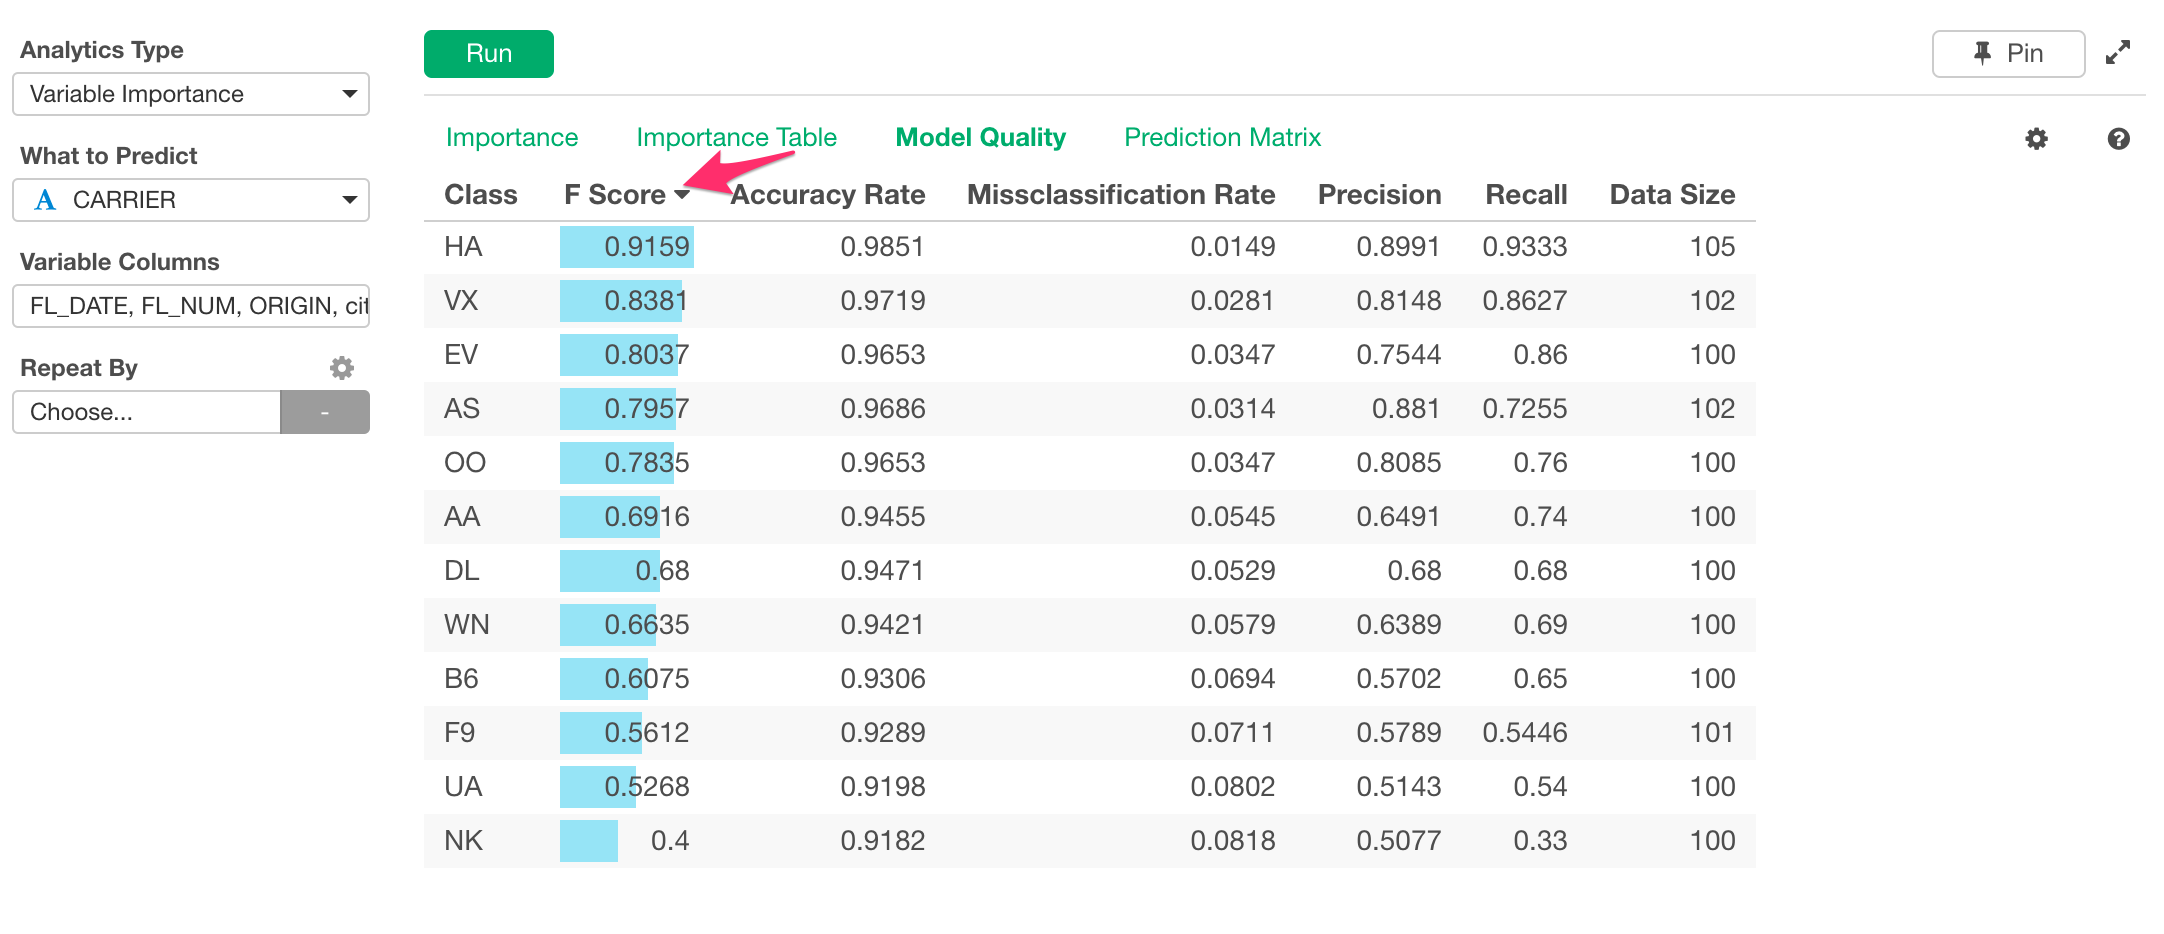 Analytics Type
Variable Importance
What to Predict
A CARRIER
Variable Columns
FL_DATE, FL_NUM, ORIGIN, cit
Repeat By
Choose... -
Run
Pin
Importance Importance Table Model Quality Prediction Matrix
Class F Score Accuracy Rate Missclassification Rate Precision Recall Data Size
HA 0.9159 0.9851 0.0149 0.8991 0.9333 105
VX 0.8381 0.9719 0.0281 0.8148 0.8627 102
EV 0.8037 0.9653 0.0347 0.7544 0.86 100
AS 0.7957 0.9686 0.0314 0.881 0.7255 102
OO 0.7835 0.9653 0.0347 0.8085 0.76 100
AA 0.6916 0.9455 0.0545 0.6491 0.74 100
DL 0.68 0.9471 0.0529 0.68 0.68 100
WN 0.6635 0.9421 0.0579 0.6389 0.69 100
B6 0.6075 0.9306 0.0694 0.5702 0.65 100
F9 0.5612 0.9289 0.0711 0.5789 0.5446 101
UA 0.5268 0.9198 0.0802 0.5143 0.54 100
NK 0.4 0.9182 0.0818 0.5077 0.33 100